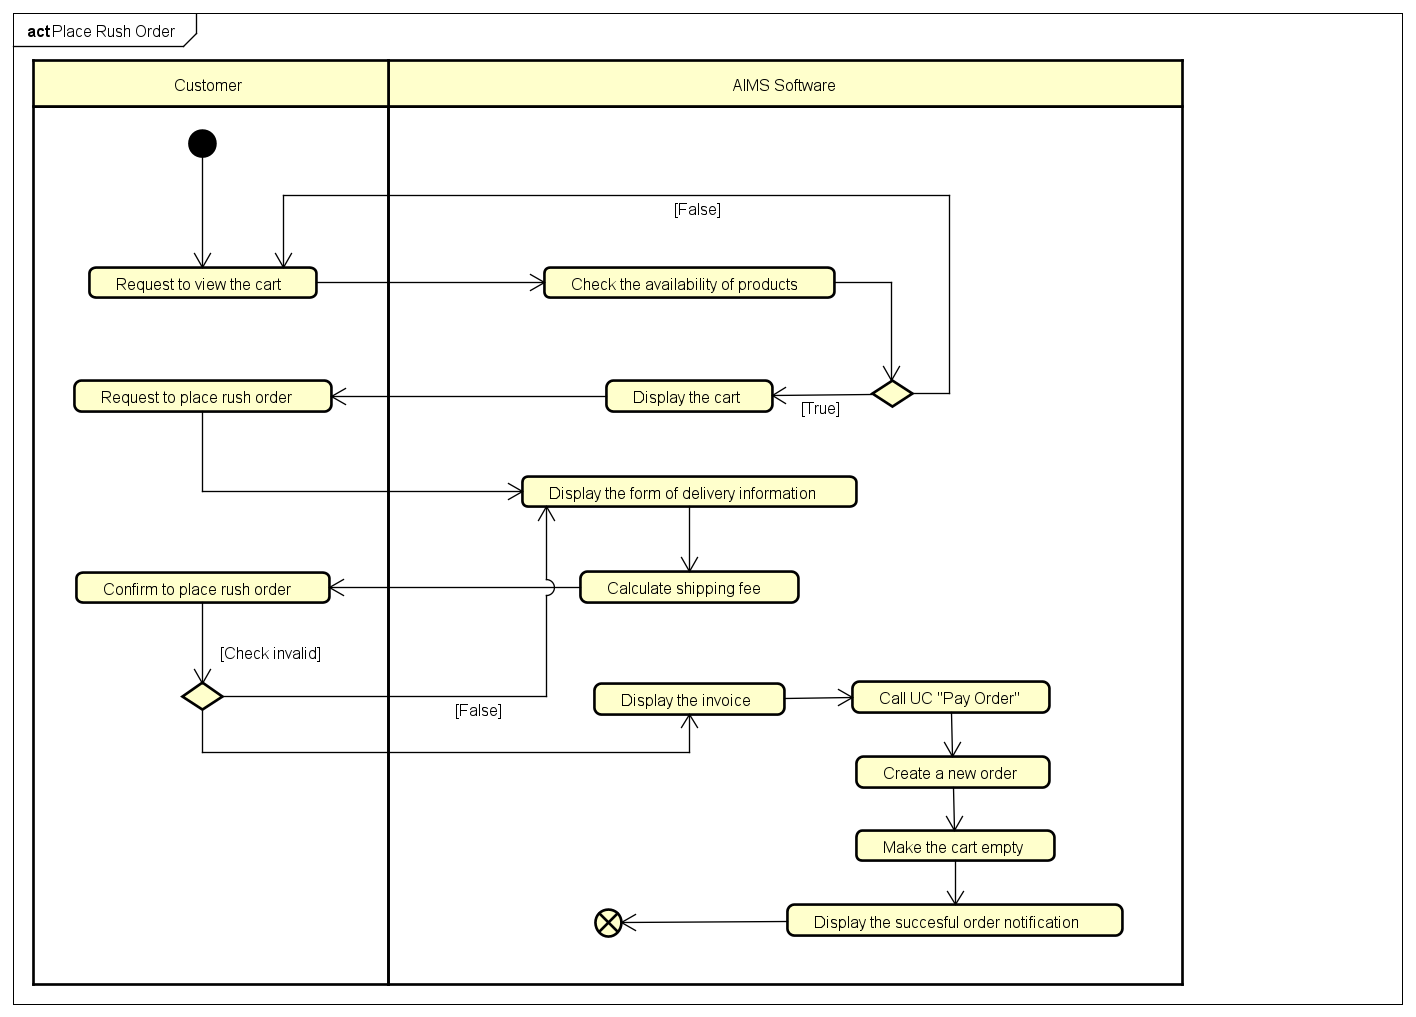 act Place Rush Order
Customer
AIMS Software
[False]
Request to view the cart
Check the availability of products
Request to place rush order
Display the cart
[True]
Display the form of delivery information
Confirm to place rush order
Calculate shipping fee
[Check invalid]
[False]
Display the invoice
Call UC "Pay Order"
Create a new order
Make the cart empty
Display the succesful order notification